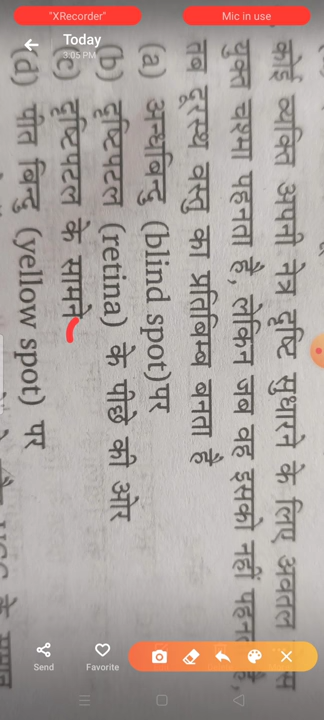 "XRecorder"
Mic in use
Today
3:05 PM
कोई व्यक्ति अपनी नेत्र दृष्टि सुधारने के लिए अवतल
युक्त चश्मा पहनता है, लेकिन जब वह इसको नहीं
तब दूरस्थ वस्तु का प्रतिबिम्ब बनता है
(a) अन्धबिन्दु (blind spot) पर
(b) दृष्टिपटल (retina) के पीछे की ओर
(c) दृष्टिपटल के सामने
(d) पीत बिन्दु (yellow spot) पर
Send
Favorite